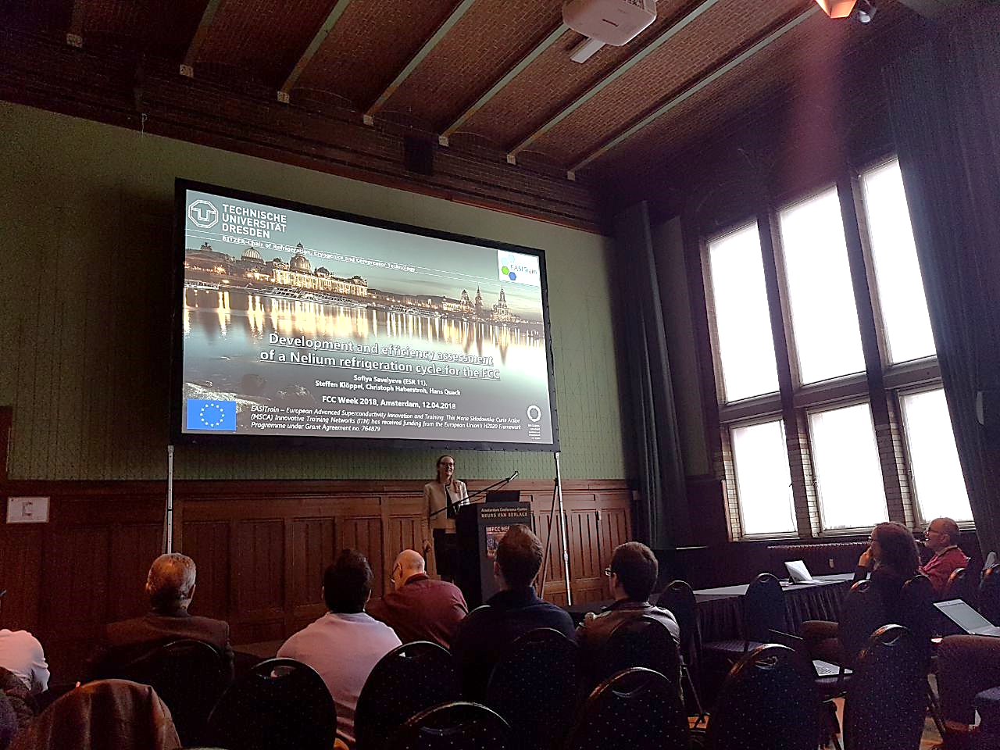 TECHNISCHE
UNIVERSITÄT
DRESDEN
BITZER-Chair of Refrigeration, Cryogenics and Compressor Technology
EASITrain
Development and efficiency assessment
of a Nelium refrigeration cycle for the FCC
Sofiya Savelyeva (ESR 11),
Steffen Klöppel, Christoph Haberstroh, Hans Quack
FCC Week 2018, Amsterdam, 12.04.2018
EASITrain – European Advanced Superconductivity Innovation and Training. This Marie Sklodowska-Curie Action
(MSCA) Innovative Training Networks (ITN) has received funding from the European Union's H2020 Framework
Programme under Grant Agreement no. 764879
Amsterdam Conference Centre
BEURS VAN BERLAGE
FCC WEE